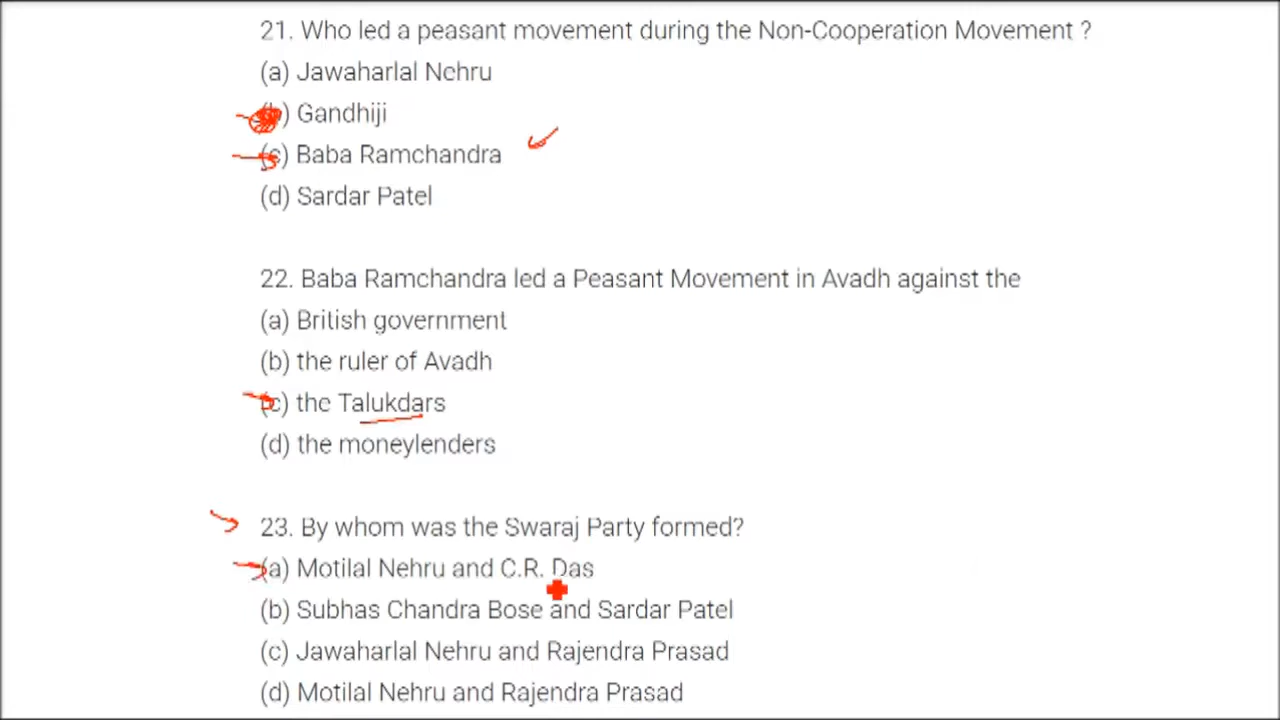 21. Who led a peasant movement during the Non-Cooperation Movement ?
(a) Jawaharlal Nehru
(b) Gandhiji
(c) Baba Ramchandra
(d) Sardar Patel
22. Baba Ramchandra led a Peasant Movement in Avadh against the
(a) British government
(b) the ruler of Avadh
(c) the Talukdars
(d) the moneylenders
23. By whom was the Swaraj Party formed?
(a) Motilal Nehru and C.R. Das
(b) Subhas Chandra Bose and Sardar Patel
(c) Jawaharlal Nehru and Rajendra Prasad
(d) Motilal Nehru and Rajendra Prasad